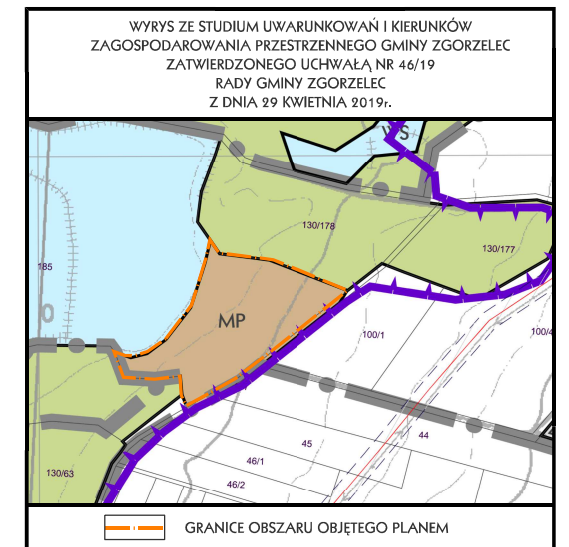 WYRYS ZE STUDIUM UWARUNKOWAŃ I KIERUNKÓW
ZAGOSPODAROWANIA PRZESTRZENNEGO GMINY ZGORZELEC
ZATWIERDZONEGO UCHWAŁĄ NR 46/19
RADY GMINY ZGORZELEC
Z DNIA 29 KWIETNIA 2019r.
WS
130/178
130/177
185
MP
100/1
100/4
44
45
46/1
130/63
46/2
GRANICE OBSZARU OBJĘTEGO PLANEM